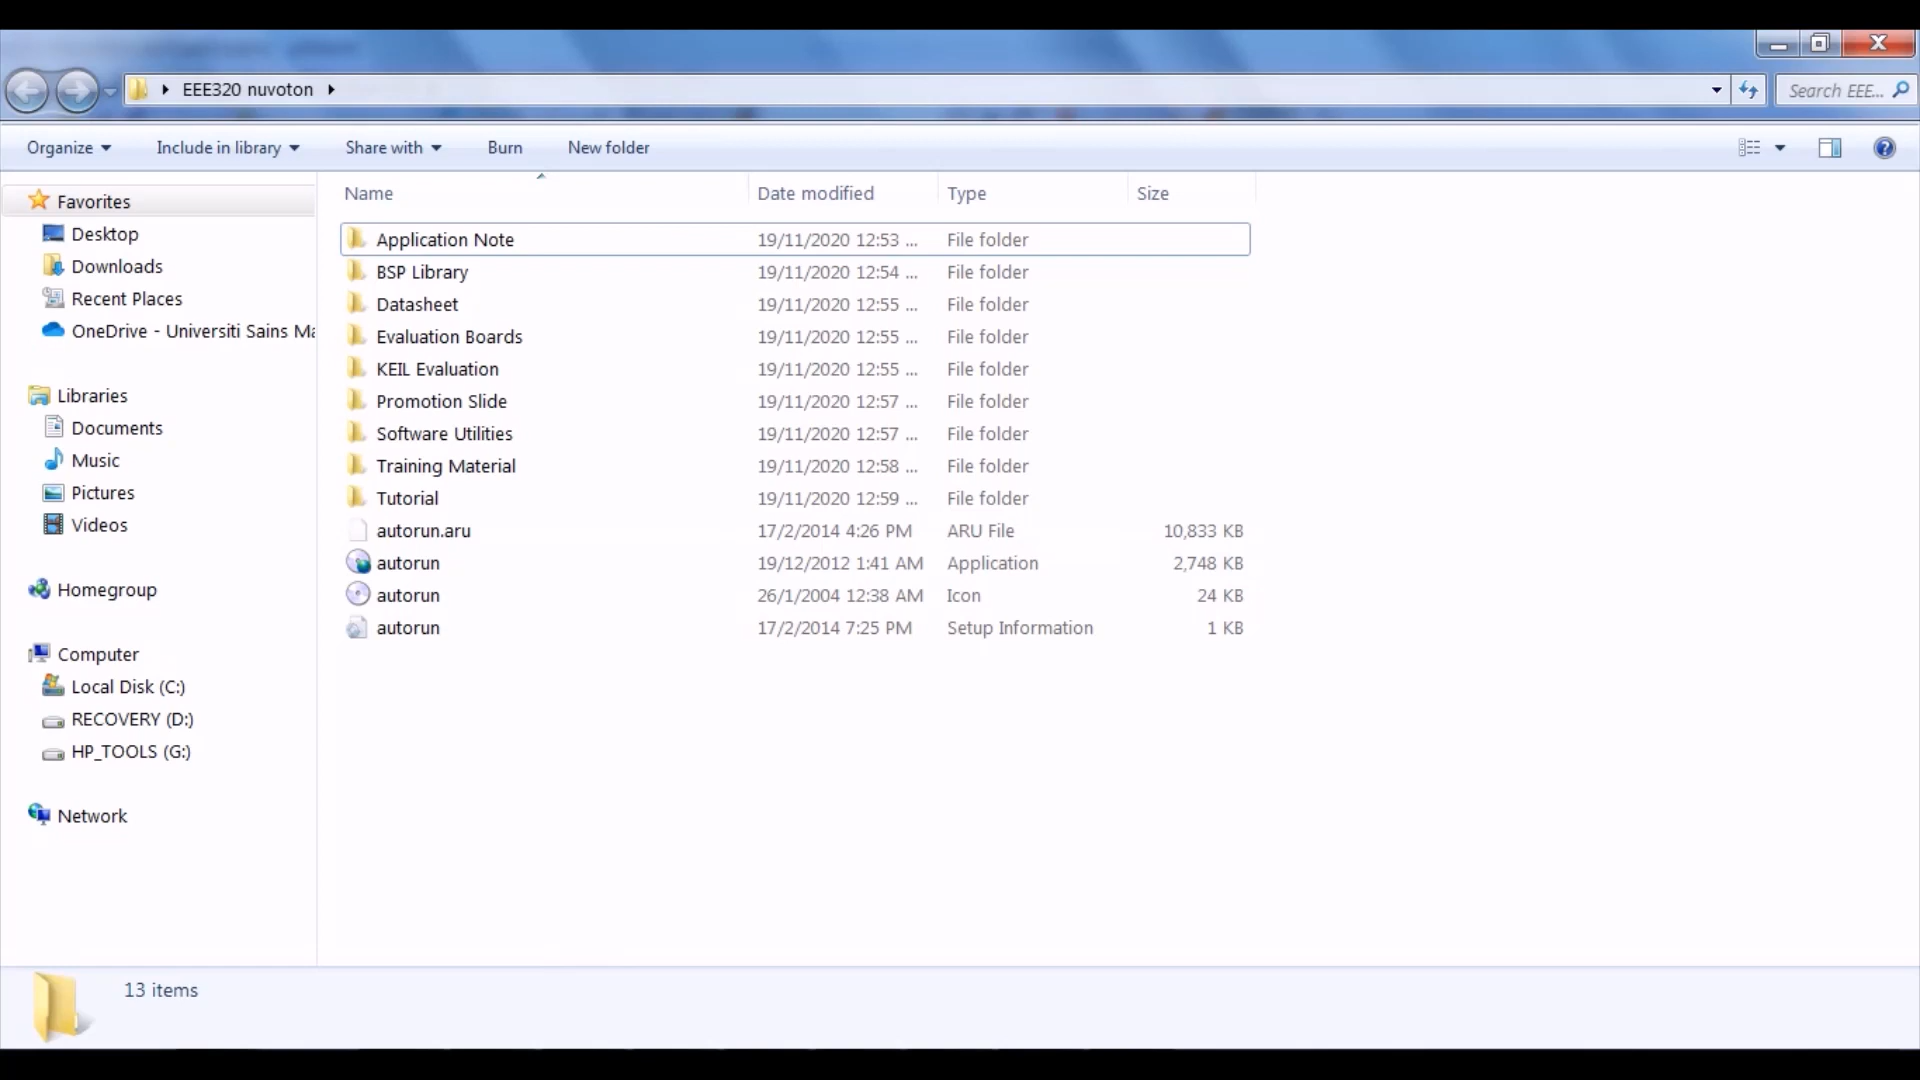 EEE320 nuvoton
Search EEE...
Organize Include in library Share with Burn New folder
Name Date modified Type Size
Favorites
Desktop
Downloads
Recent Places
OneDrive - Universiti Sains Ma
Libraries
Documents
Music
Pictures
Videos
Homegroup
Computer
Local Disk (C:)
RECOVERY (D:)
HP_TOOLS (G:)
Network
Application Note 19/11/2020 12:53 ... File folder
BSP Library 19/11/2020 12:54 ... File folder
Datasheet 19/11/2020 12:55 ... File folder
Evaluation Boards 19/11/2020 12:55 ... File folder
KEIL Evaluation 19/11/2020 12:55 ... File folder
Promotion Slide 19/11/2020 12:57 ... File folder
Software Utilities 19/11/2020 12:57 ... File folder
Training Material 19/11/2020 12:58 ... File folder
Tutorial 19/11/2020 12:59 ... File folder
autorun.aru 17/2/2014 4:26 PM ARU File 10,833 KB
autorun 19/12/2012 1:41 AM Application 2,748 KB
autorun 26/1/2004 12:38 AM Icon 24 KB
autorun 17/2/2014 7:25 PM Setup Information 1 KB
13 items